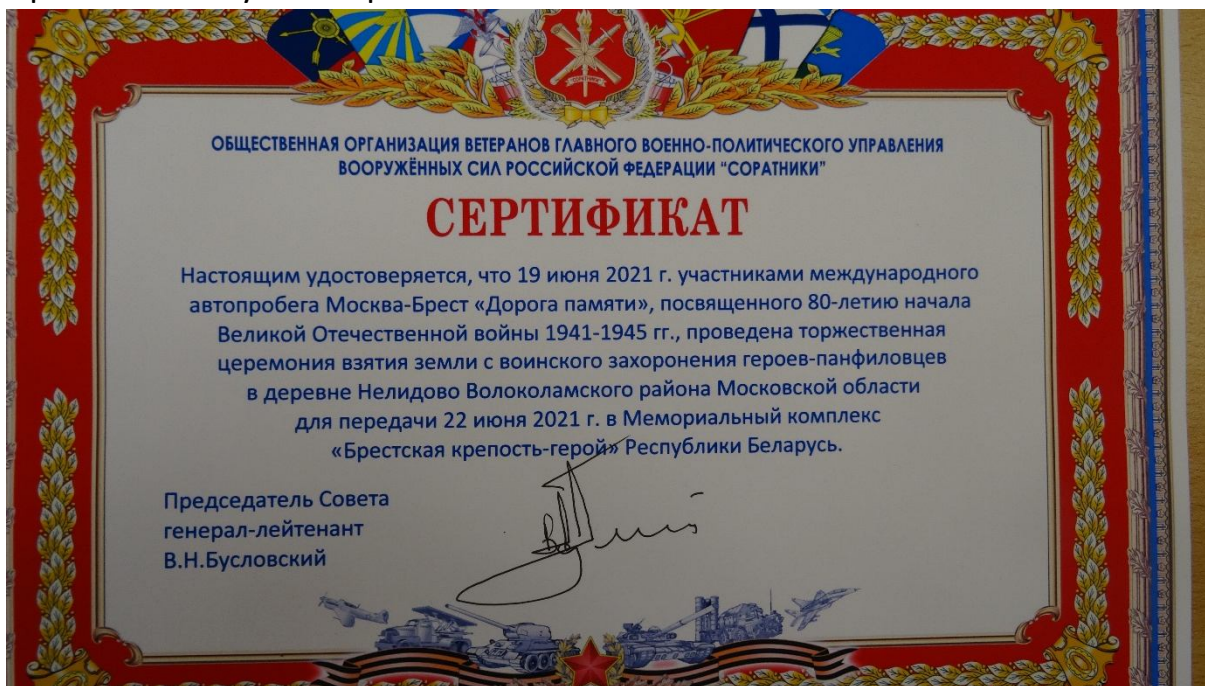 СОРАТНИКИ
ОБЩЕСТВЕННАЯ ОРГАНИЗАЦИЯ ВЕТЕРАНОВ ГЛАВНОГО ВОЕННО-ПОЛИТИЧЕСКОГО УПРАВЛЕНИЯ
ВООРУЖЁННЫХ СИЛ РОССИЙСКОЙ ФЕДЕРАЦИИ "СОРАТНИКИ"
СЕРТИФИКАТ
Настоящим удостоверяется, что 19 июня 2021 г. участниками международного
автопробега Москва-Брест «Дорога памяти», посвященного 80-летию начала
Великой Отечественной войны 1941-1945 гг., проведена торжественная
церемония взятия земли с воинского захоронения героев-панфиловцев
в деревне Нелидово Волоколамского района Московской области
для передачи 22 июня 2021 г. в Мемориальный комплекс
«Брестская крепость-герой» Республики Беларусь.
Председатель Совета
генерал-лейтенант
В.Н.Бусловский